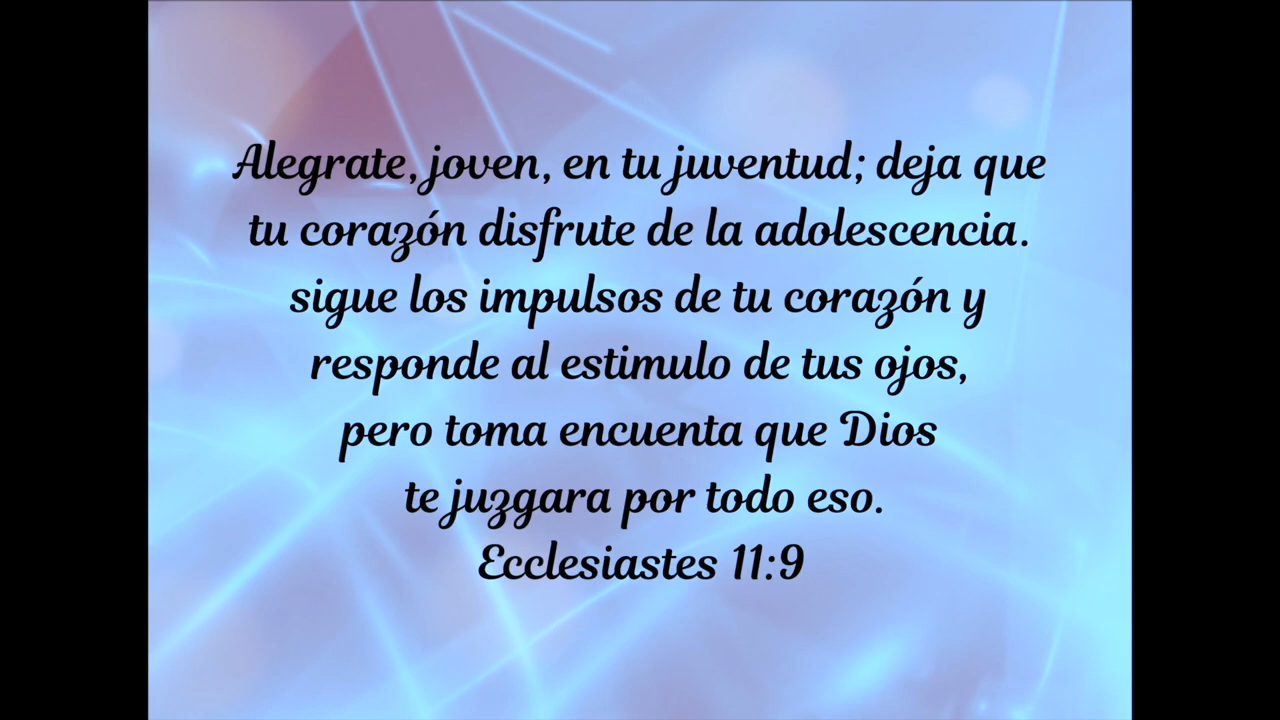 Alegrate, joven, en tu juventud; deja que
tu corazón disfrute de la adolescencia.
sigue los impulsos de tu corazón y
responde al estimulo de tus ojos,
pero toma encuenta que Dios
te juzgara por todo eso.
Ecclesiastes 11:9